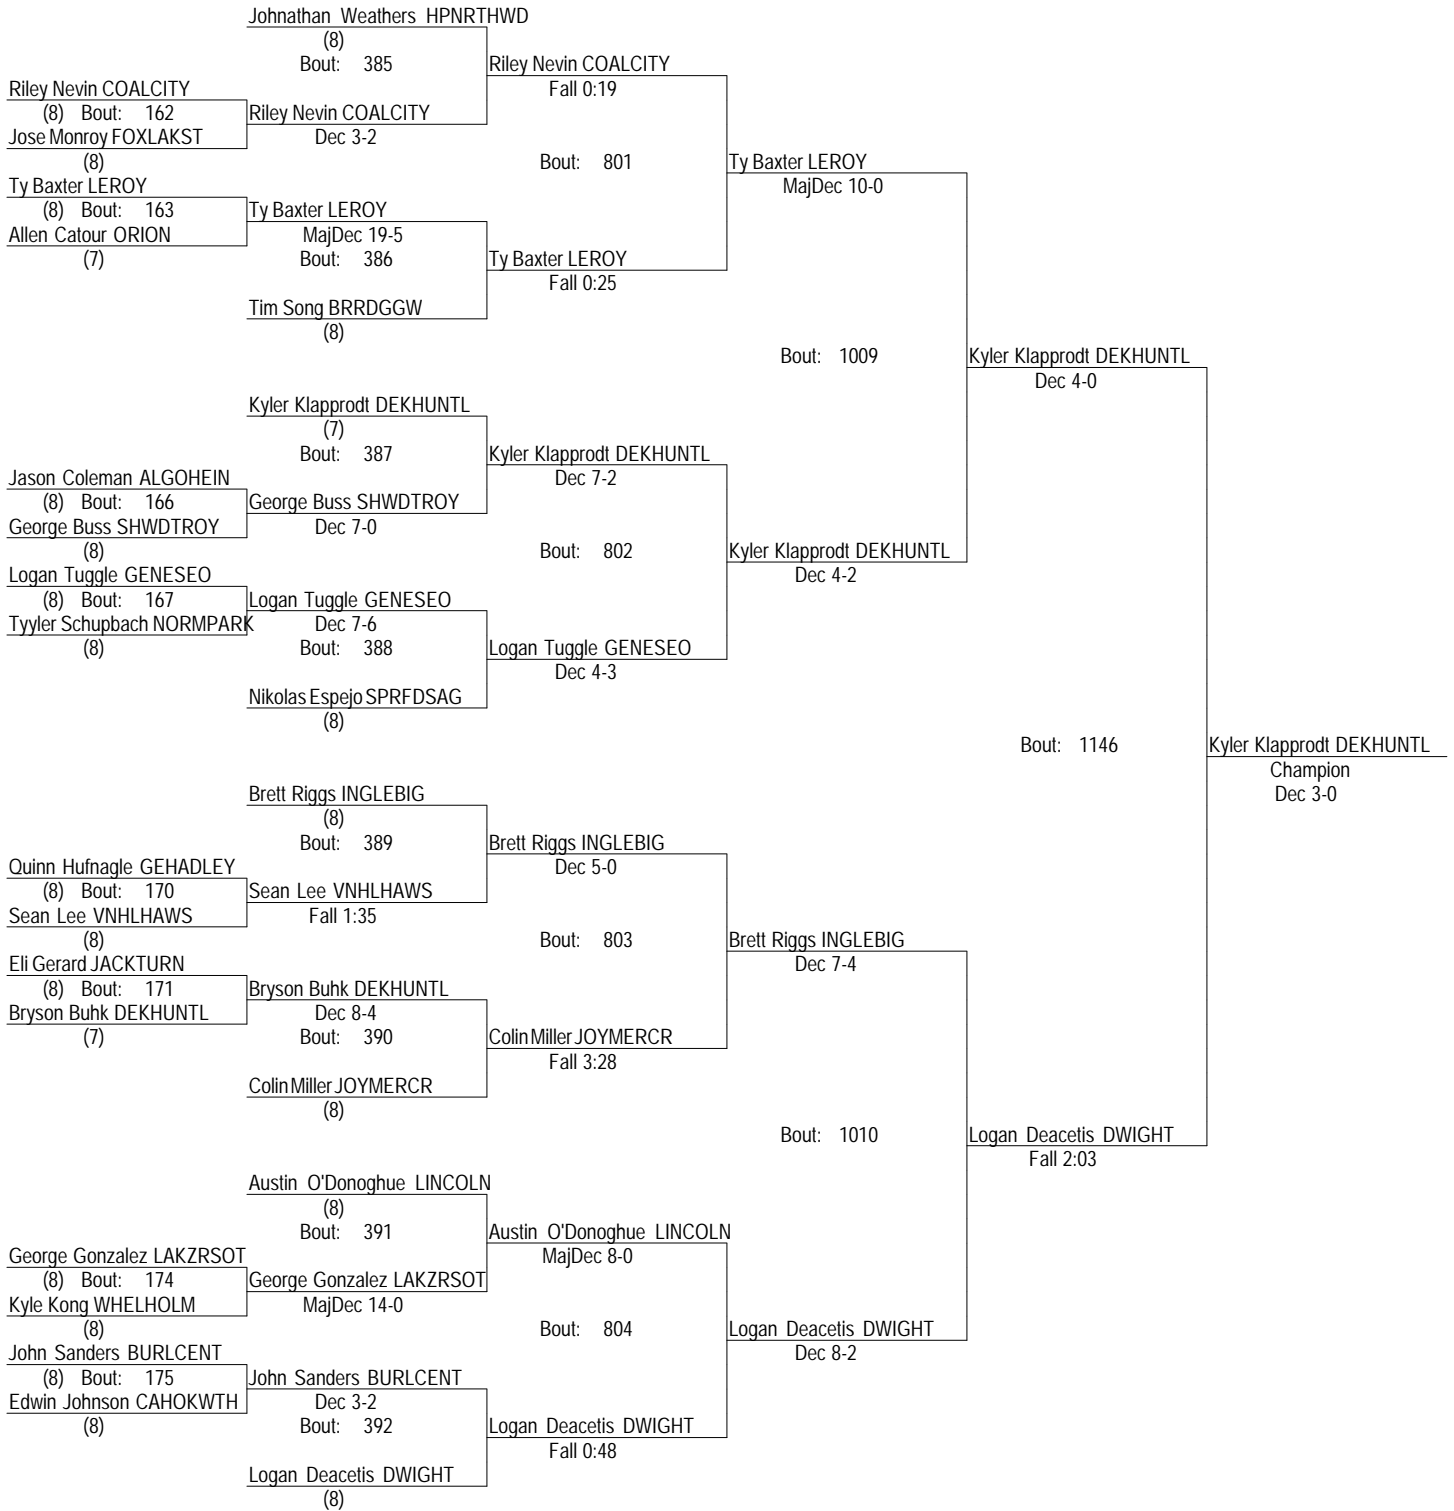 Johnathan Weathers HPNRTHWD
(8)
Bout: 385
Riley Nevin COALCITY
Riley Nevin COALCITY
Fall 0:19
(8) Bout: 162
Riley Nevin COALCITY
Jose Monroy FOXLAKST
Dec 3-2
(8)
Bout: 801
Ty Baxter LEROY
Ty Baxter LEROY
MajDec 10-0
(8) Bout: 163
Ty Baxter LEROY
Allen Catour ORION
MajDec 19-5
(7)
Bout: 386
Ty Baxter LEROY
Fall 0:25
Tim Song BRRDGGW
(8)
Bout: 1009
Kyler Klapprodt DEKHUNTL
Dec 4-0
Kyler Klapprodt DEKHUNTL
(7)
Bout: 387
Kyler Klapprodt DEKHUNTL
Jason Coleman ALGOHEIN
Dec 7-2
(8) Bout: 166
George Buss SHWDTROY
George Buss SHWDTROY
Dec 7-0
(8)
Bout: 802
Kyler Klapprodt DEKHUNTL
Logan Tuggle GENESEO
Dec 4-2
(8) Bout: 167
Logan Tuggle GENESEO
Tyyler Schupbach NORMPARK
Dec 7-6
(8)
Bout: 388
Logan Tuggle GENESEO
Dec 4-3
Nikolas Espejo SPRFDSAG
(8)
Bout: 1146
Kyler Klapprodt DEKHUNTL
Champion
Dec 3-0
Brett Riggs INGLEBIG
(8)
Bout: 389
Brett Riggs INGLEBIG
Quinn Hufnagle GEHADLEY
Dec 5-0
(8) Bout: 170
Sean Lee VNHLHAWS
Sean Lee VNHLHAWS
Fall 1:35
(8)
Bout: 803
Brett Riggs INGLEBIG
Eli Gerard JACKTURN
Dec 7-4
(8) Bout: 171
Bryson Buhk DEKHUNTL
Bryson Buhk DEKHUNTL
Dec 8-4
(7)
Bout: 390
Colin Miller JOYMERCR
Fall 3:28
Colin Miller JOYMERCR
(8)
Bout: 1010
Logan Deacetis DWIGHT
Fall 2:03
Austin O'Donoghue LINCOLN
(8)
Bout: 391
Austin O'Donoghue LINCOLN
George Gonzalez LAKZRSOT
MajDec 8-0
(8) Bout: 174
George Gonzalez LAKZRSOT
Kyle Kong WHELHOLM
MajDec 14-0
(8)
Bout: 804
Logan Deacetis DWIGHT
John Sanders BURLCENT
Dec 8-2
(8) Bout: 175
John Sanders BURLCENT
Edwin Johnson CAHOKWTH
Dec 3-2
(8)
Bout: 392
Logan Deacetis DWIGHT
Fall 0:48
Logan Deacetis DWIGHT
(8)